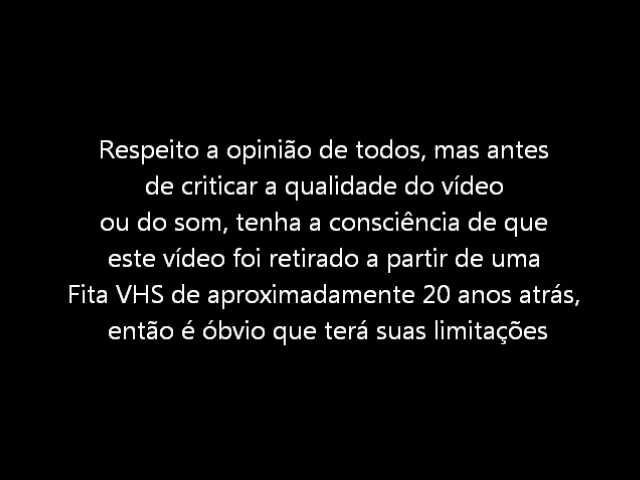 Respeito a opinião de todos, mas antes
de criticar a qualidade do vídeo
ou do som, tenha a consciência de que
este vídeo foi retirado a partir de uma
Fita VHS de aproximadamente 20 anos atrás,
então é óbvio que terá suas limitações